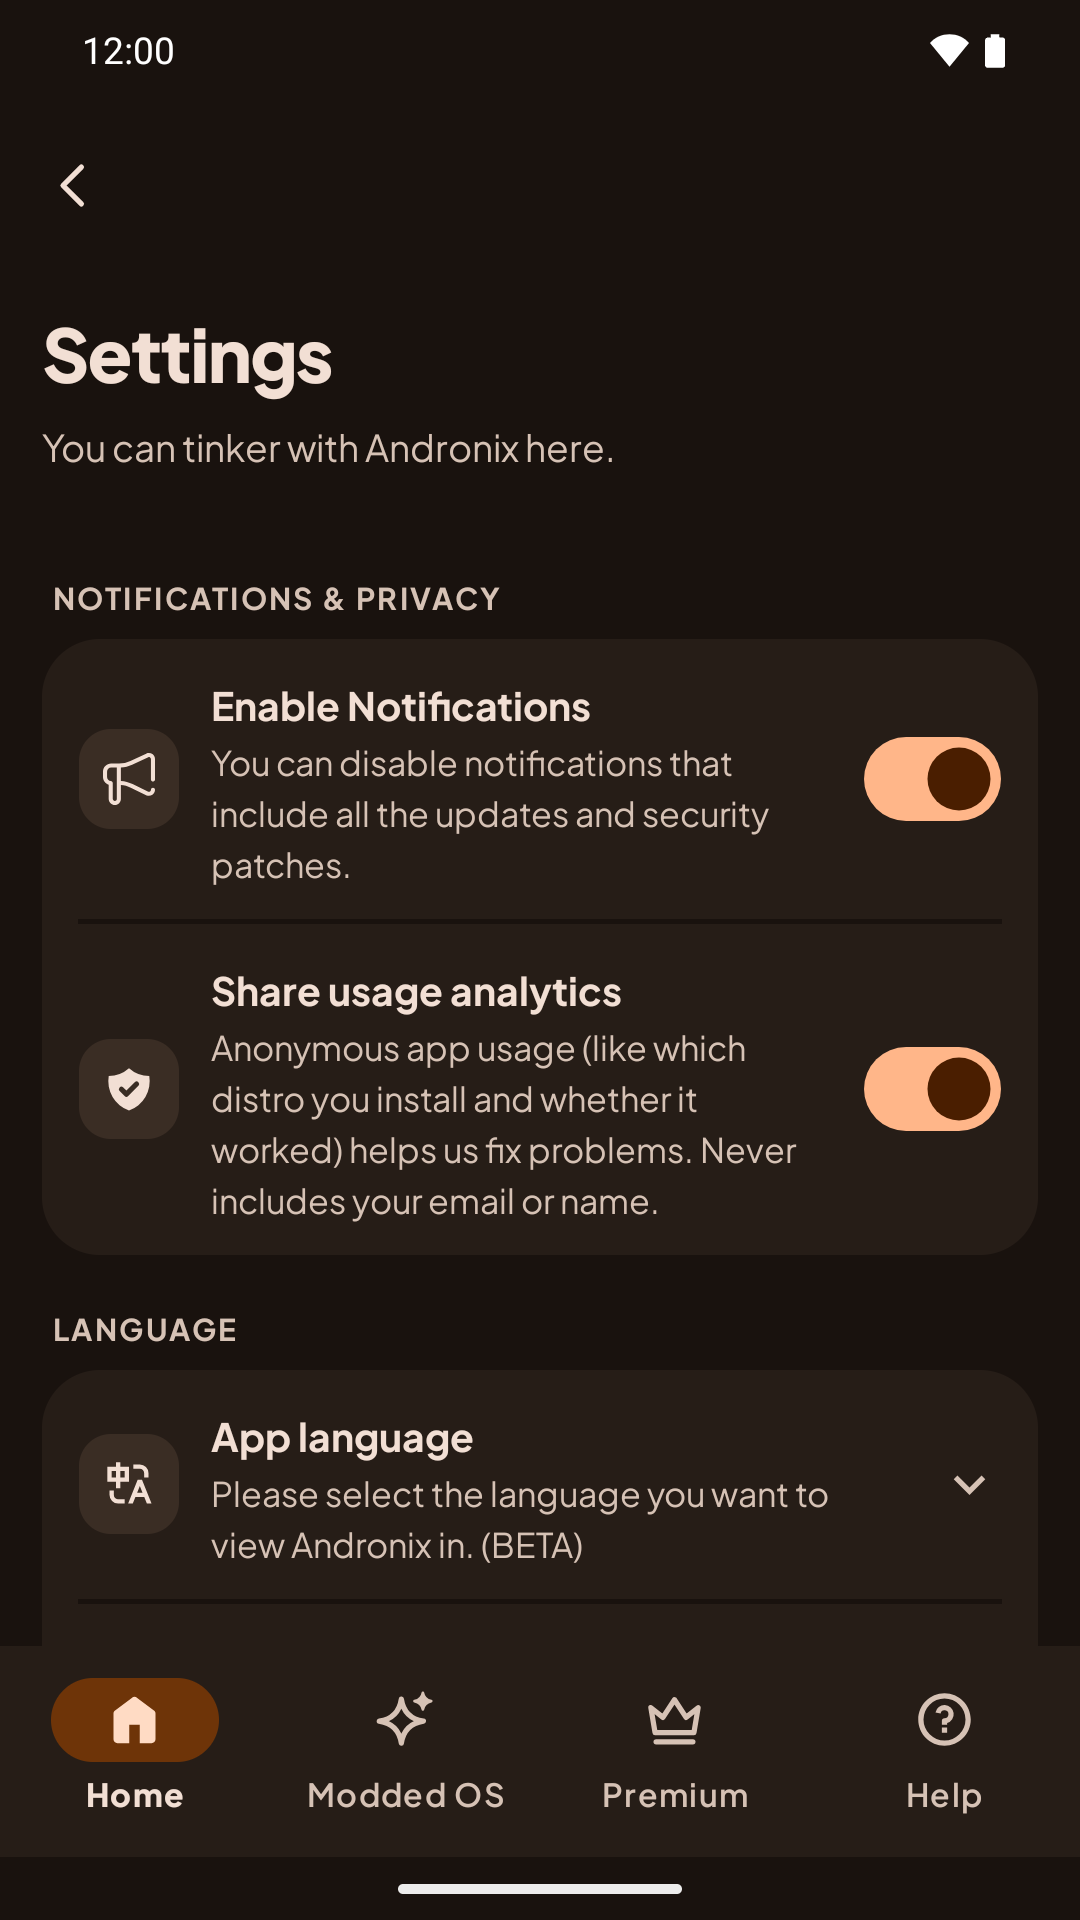 12:00
Settings
You can tinker with Andronix here.
NOTIFICATIONS & PRIVACY
Enable Notifications
You can disable notifications that
include all the updates and security
patches.
Share usage analytics
Anonymous app usage (like which
distro you install and whether it
worked) helps us fix problems. Never
includes your email or name.
LANGUAGE
App language
Please select the language you want to
view Andronix in. (BETA)
Home
Modded OS
Premium
Help